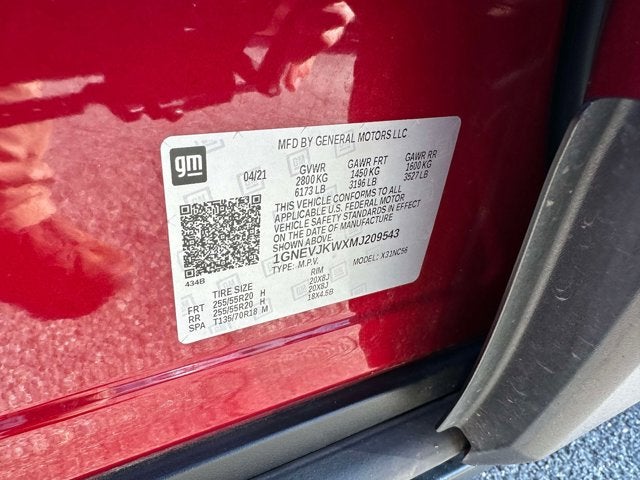 MFD BY GENERAL MOTORS LLC
gm
04/21 GVWR GAWR FRT GAWR RR
2800 KG 1450 KG 1600 KG
6173 LB 3196 LB 3527 LB
THIS VEHICLE CONFORMS TO ALL
APPLICABLE U.S. FEDERAL MOTOR
VEHICLE SAFETY STANDARDS IN EFFECT
ON THE DATE OF MANUFACTURE
SHOWN ABOVE.
1GNEVJKWXMJ209543
TYPE: M.P.V. MODEL: X31NC56
434B
TIRE SIZE RIM
FRT 255/55R20 H 20X8J
RR 255/55R20 H 20X8J
SPA T135/70R18 M 18X4.5B